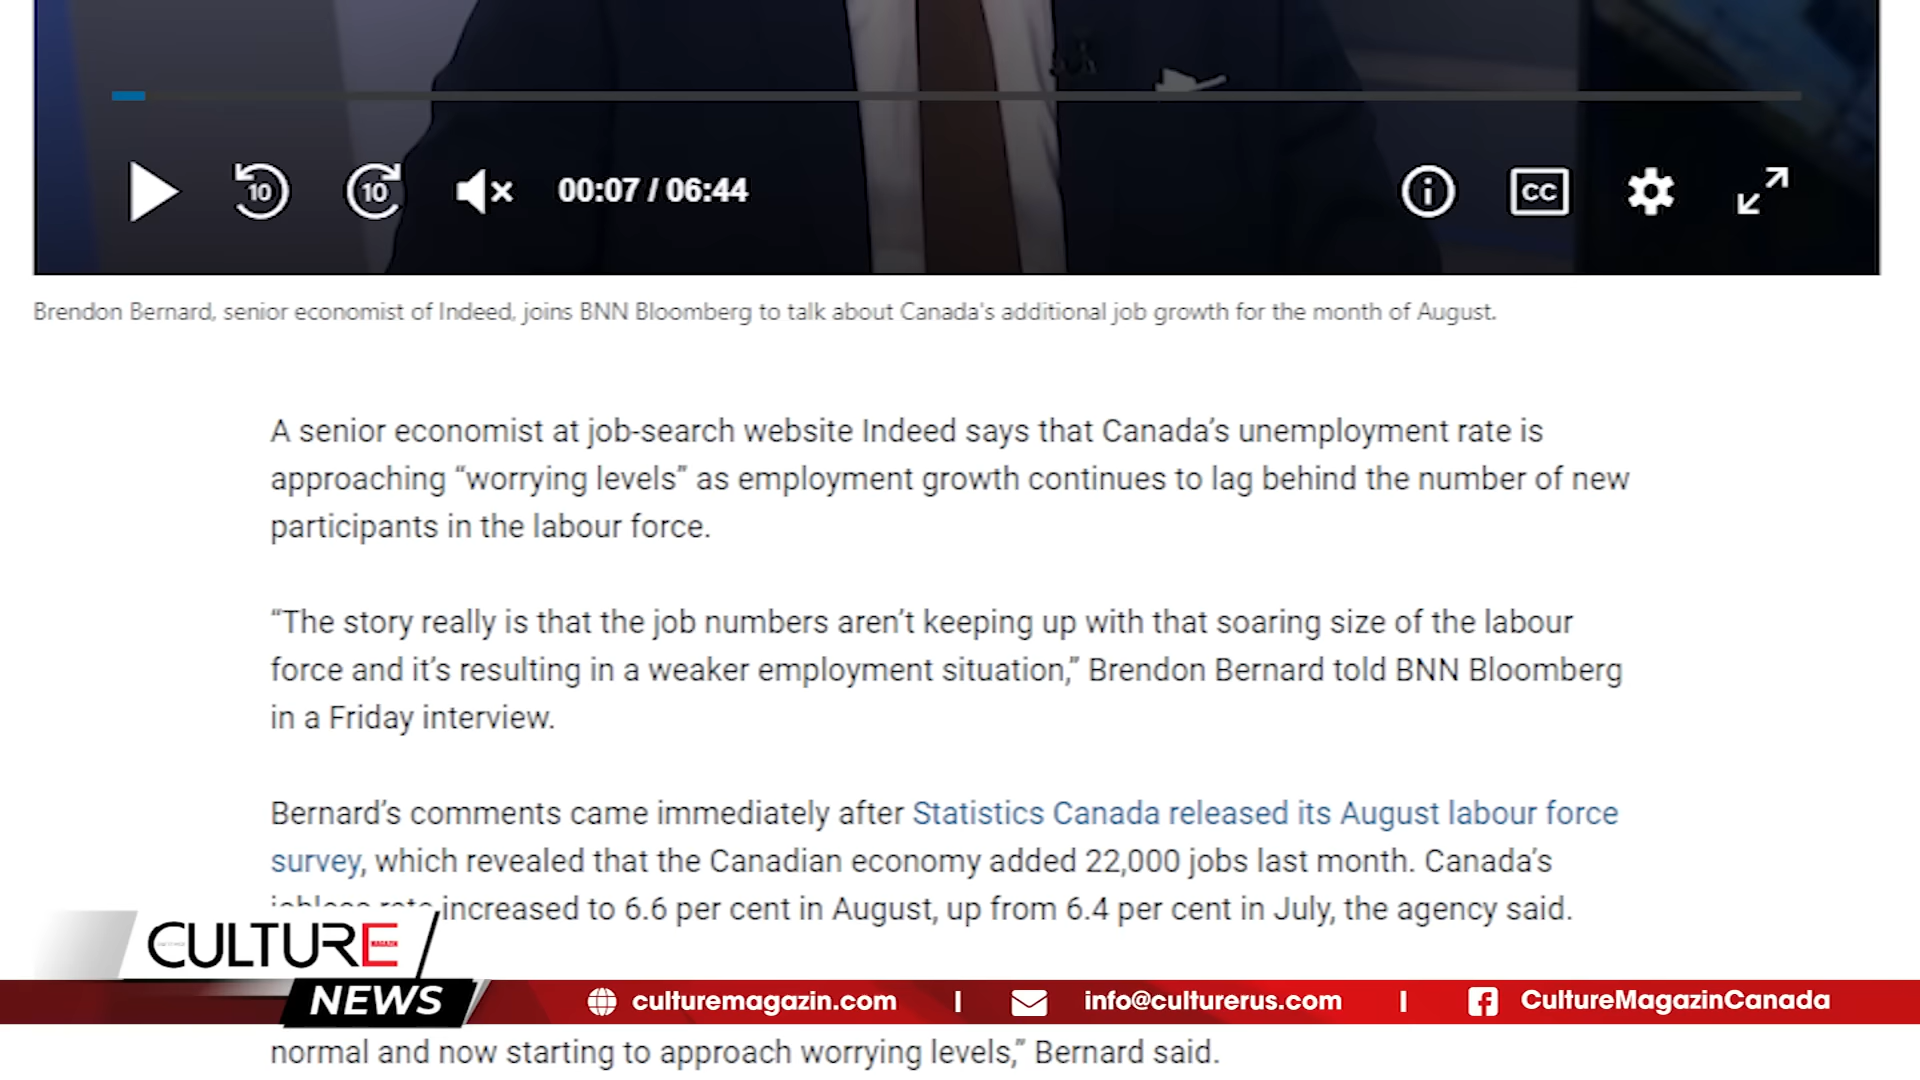 10
10
00:07 / 06:44
CC
Brendon Bernard, senior economist of Indeed, joins BNN Bloomberg to talk about Canada's additional job growth for the month of August.
A senior economist at job-search website Indeed says that Canada’s unemployment rate is
approaching “worrying levels” as employment growth continues to lag behind the number of new
participants in the labour force.
“The story really is that the job numbers aren’t keeping up with that soaring size of the labour
force and it’s resulting in a weaker employment situation,” Brendon Bernard told BNN Bloomberg
in a Friday interview.
Bernard’s comments came immediately after Statistics Canada released its August labour force
survey, which revealed that the Canadian economy added 22,000 jobs last month. Canada’s
jobless rate increased to 6.6 per cent in August, up from 6.4 per cent in July, the agency said.
CULTURE
MAGAZIN
NEWS
culturemagazin.com | info@culturerus.com | CultureMagazinCanada
normal and now starting to approach worrying levels,” Bernard said.